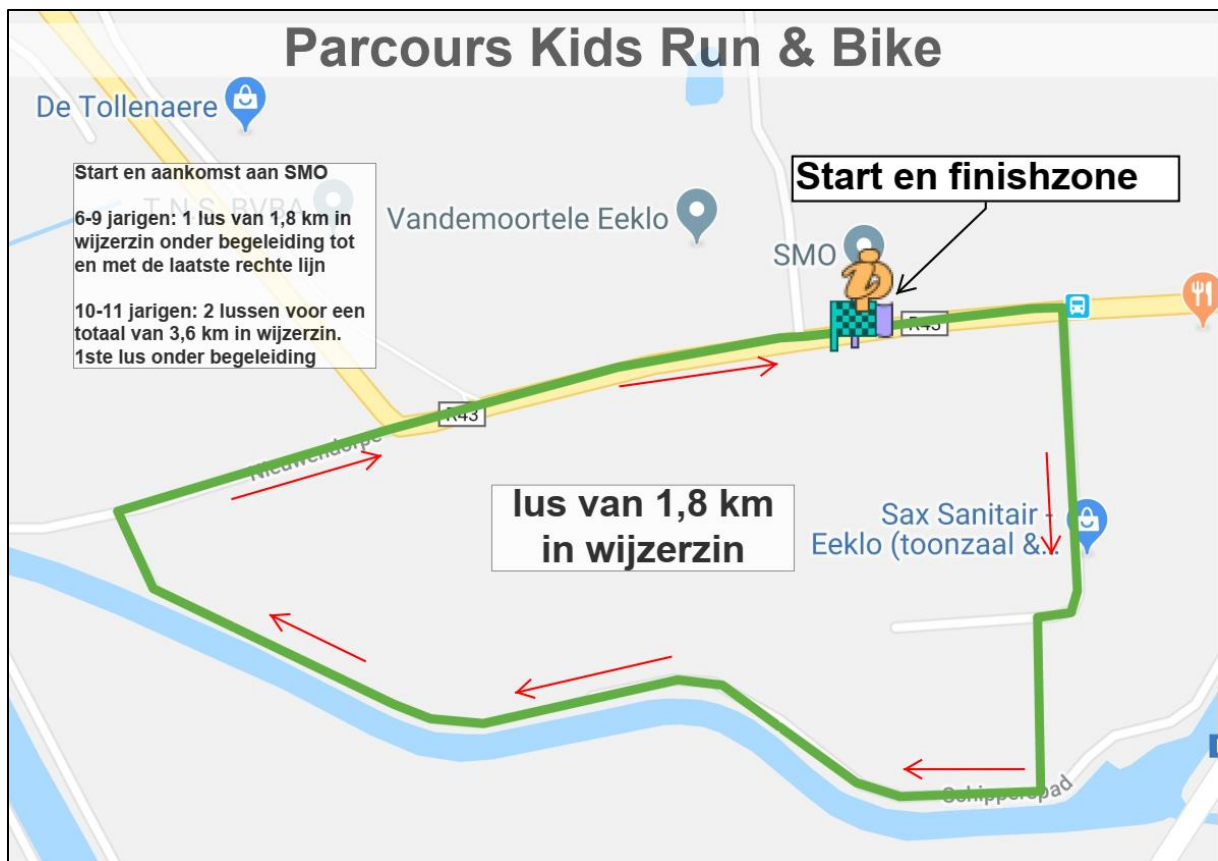 Parcours Kids Run & Bike
De Tollenaere
Start en aankomst aan SMO
T.N.S. BVBA
6-9 jarigen: 1 lus van 1,8 km in
wijzerzin onder begeleiding tot
en met de laatste rechte lijn
10-11 jarigen: 2 lussen voor een
totaal van 3,6 km in wijzerzin.
1ste lus onder begeleiding
Start en finishzone
Vandemoortele Eeklo
SMO
R43
R43
Nieuwendorpe
lus van 1,8 km
in wijzerzin
Sax Sanitair -
Eeklo (toonzaal &...
Schipperspad